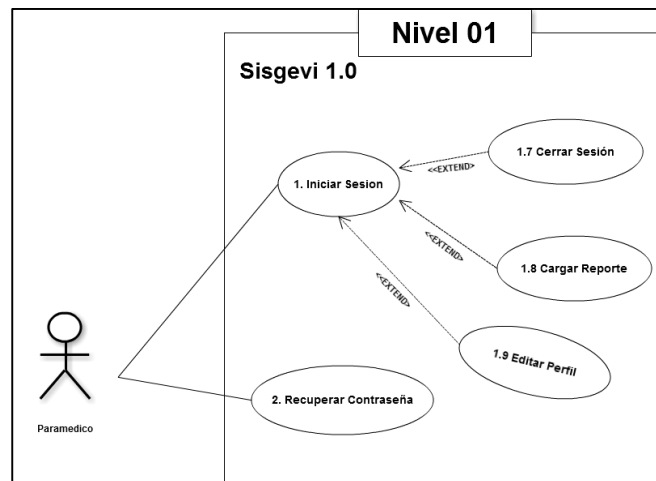 Nivel 01
Sisgevi 1.0
1.7 Cerrar Sesión
<<EXTEND>
1. Iniciar Sesion
<<EXTEND>
1.8 Cargar Reporte
<<EXTEND>
1.9 Editar Perfil
2. Recuperar Contraseña
Paramedico